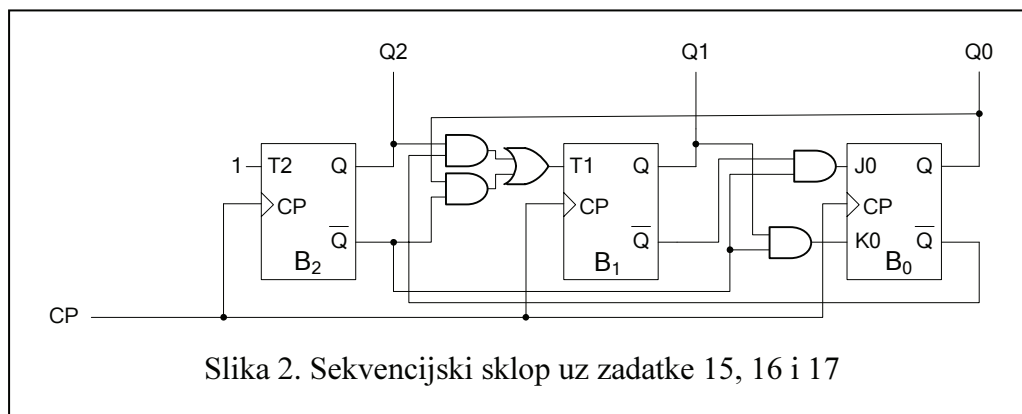 Q2 Q1 Q0
1 T2 Q T1 Q J0 Q
CP CP CP
Q̅ Q̅ K0 Q̅
B₂ B₁ B₀
CP
Slika 2. Sekvencijski sklop uz zadatke 15, 16 i 17